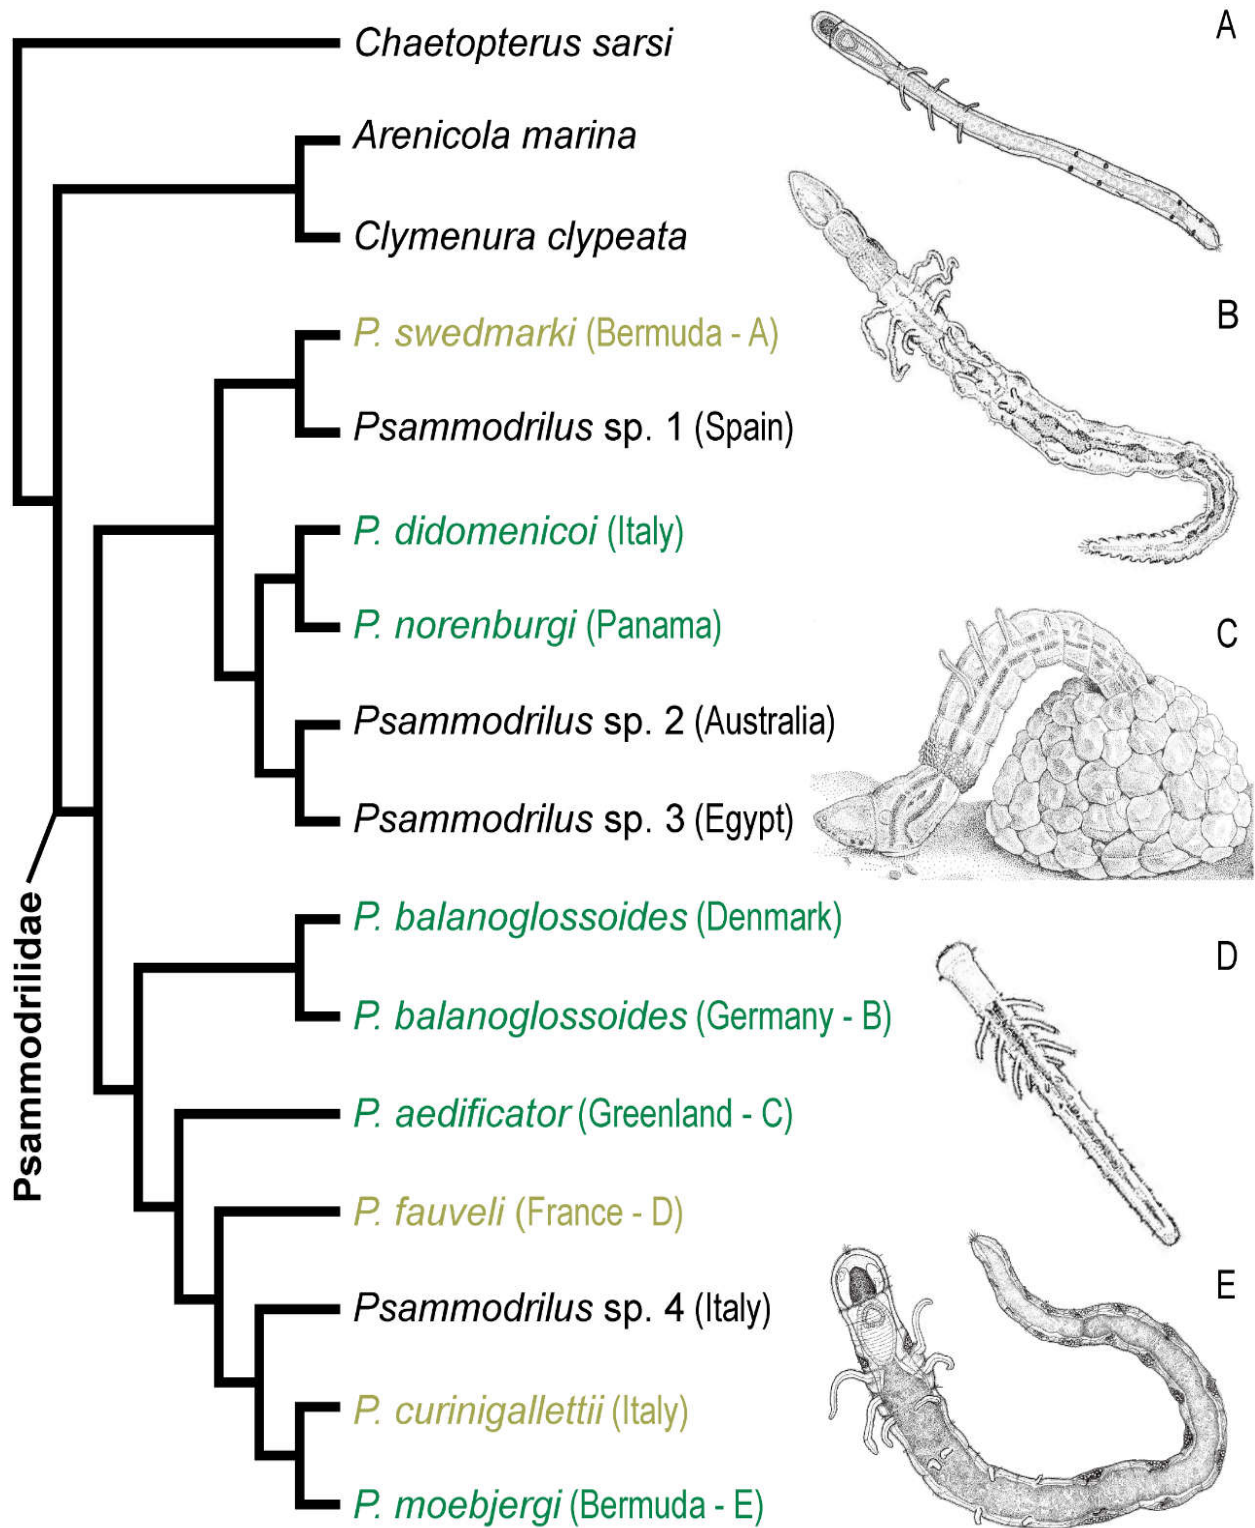 Chaetopterus sarsi
Arenicola marina
Clymenura clypeata
P. swedmarki (Bermuda - A)
Psammodrilus sp. 1 (Spain)
P. didomenicoi (Italy)
P. norenburgi (Panama)
Psammodrilus sp. 2 (Australia)
Psammodrilus sp. 3 (Egypt)
P. balanoglossoides (Denmark)
P. balanoglossoides (Germany - B)
P. aedificator (Greenland - C)
P. fauveli (France - D)
Psammodrilus sp. 4 (Italy)
P. curinigallettii (Italy)
P. moebjergi (Bermuda - E)
Psammodrilidae
A
B
C
D
E